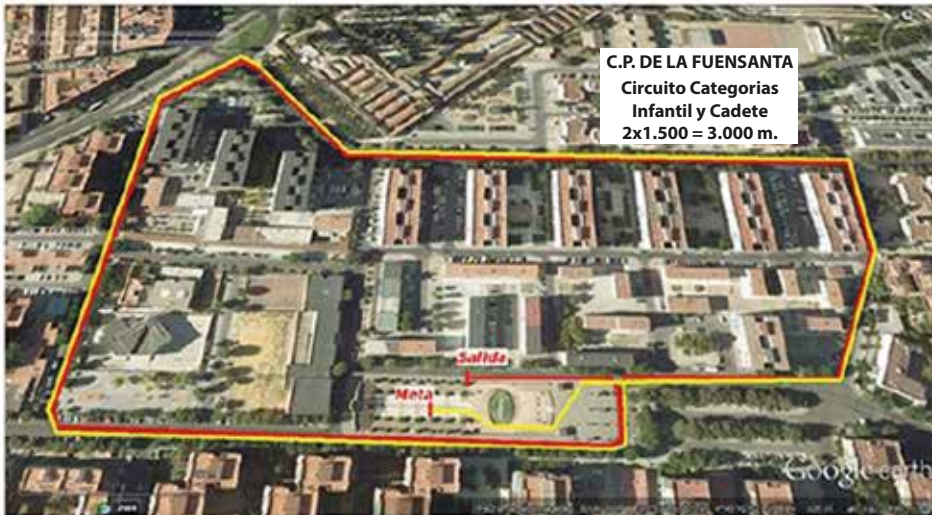 C.P. DE LA FUENSANTA
Circuito Categorias
Infantil y Cadete
2x1.500 = 3.000 m.
Salida
Meta
Google earth